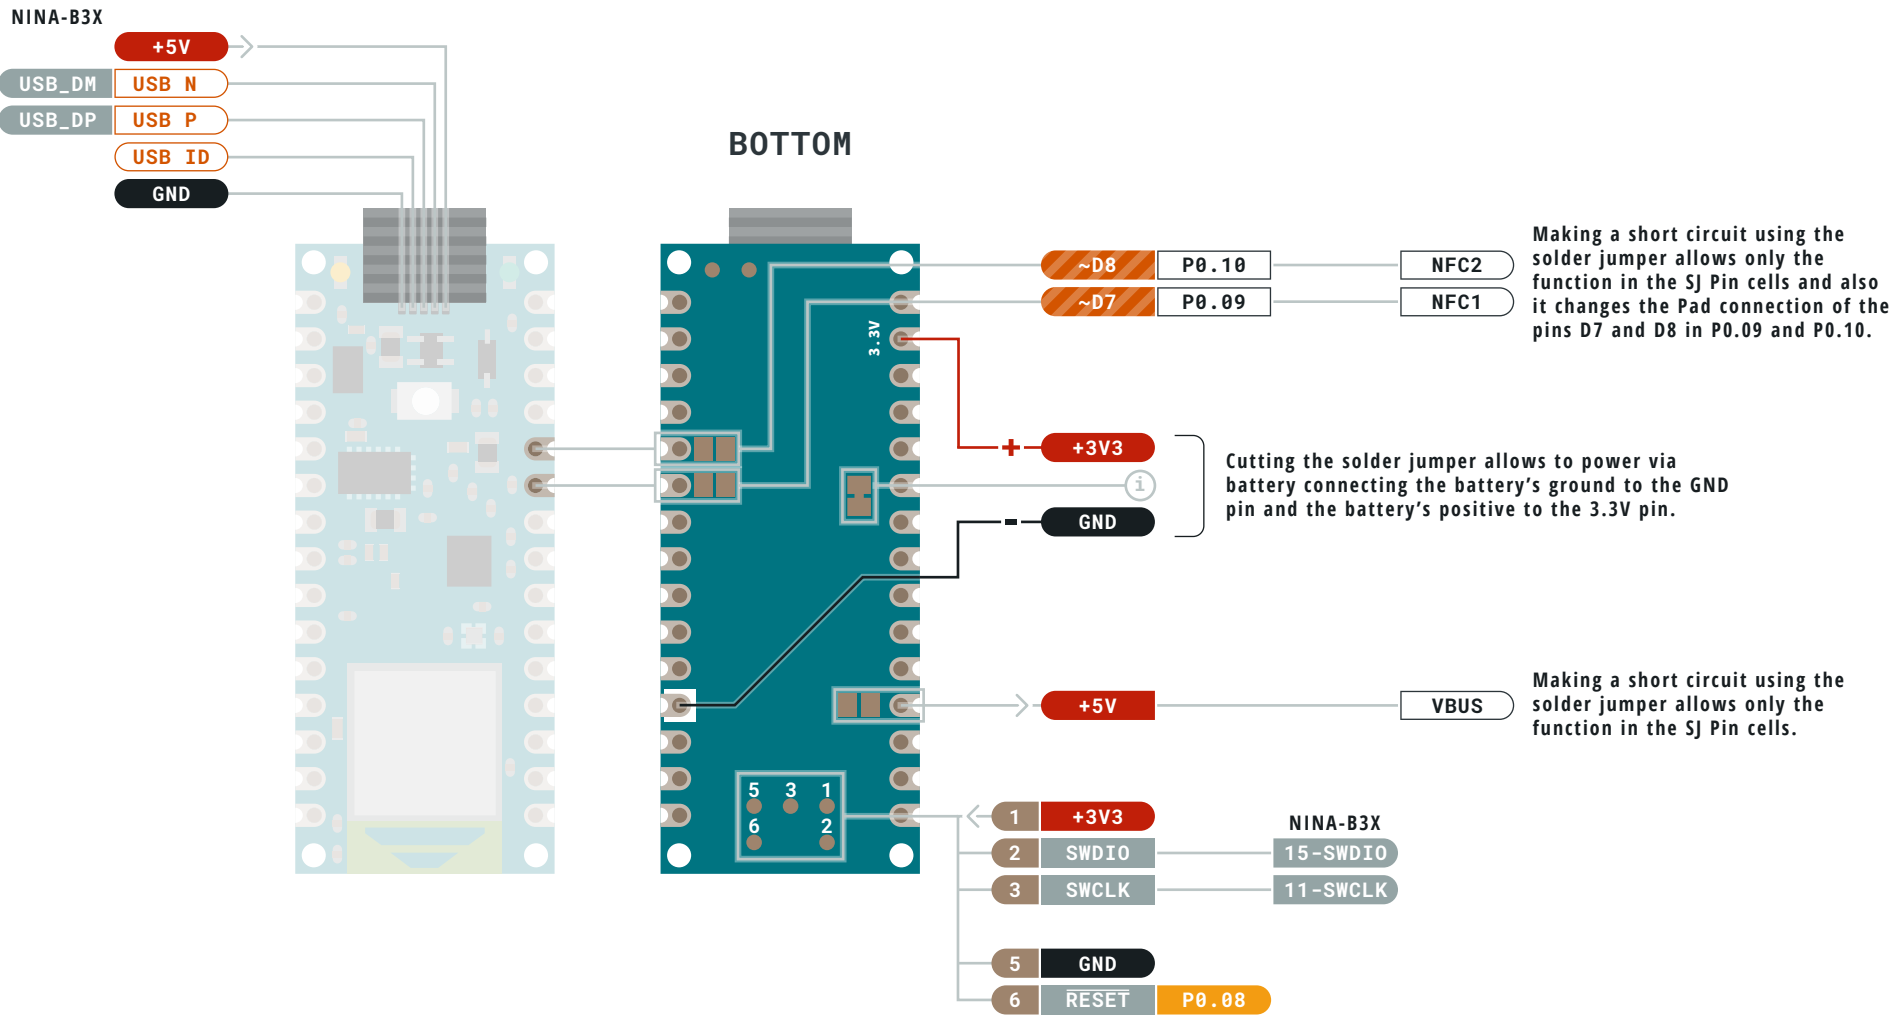 NINA-B3X
+5V
USB_DM USB N
USB_DP USB P
USB ID
GND
BOTTOM
~D8 P0.10 NFC2
~D7 P0.09 NFC1
Making a short circuit using the
solder jumper allows only the
function in the SJ Pin cells and also
it changes the Pad connection of the
pins D7 and D8 in P0.09 and P0.10.
3.3V
+ +3V3
i
- GND
Cutting the solder jumper allows to power via
battery connecting the battery’s ground to the GND
pin and the battery’s positive to the 3.3V pin.
+5V VBUS
Making a short circuit using the
solder jumper allows only the
function in the SJ Pin cells.
5 3 1
6 2
1 +3V3
NINA-B3X
2 SWDIO 15-SWDIO
3 SWCLK 11-SWCLK
5 GND
6 RESET P0.08